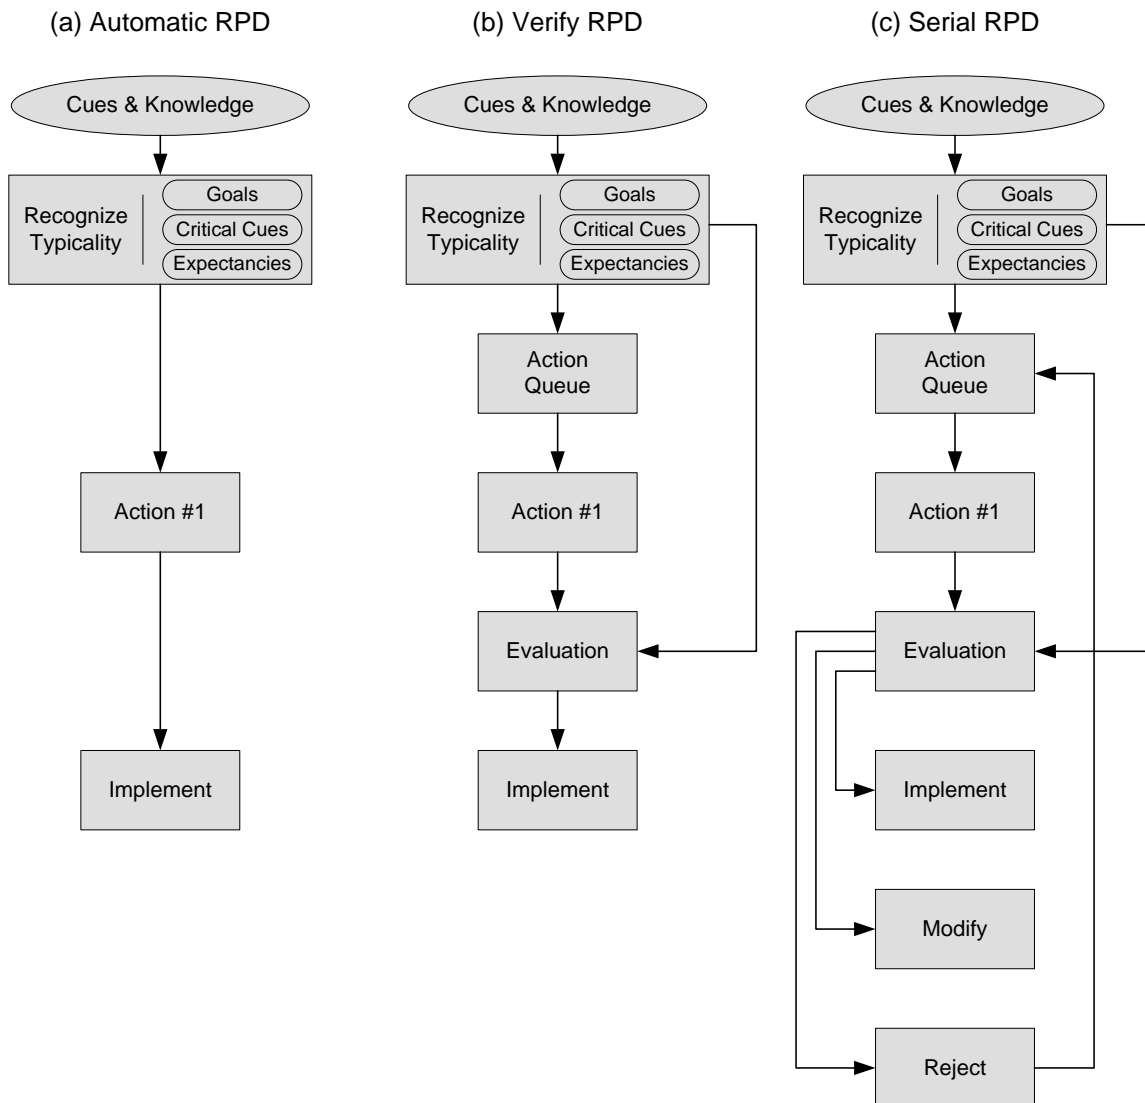 (a) Automatic RPD
Cues & Knowledge
Recognize
Typicality
Goals
Critical Cues
Expectancies
Action #1
Implement
(b) Verify RPD
Cues & Knowledge
Recognize
Typicality
Goals
Critical Cues
Expectancies
Action
Queue
Action #1
Evaluation
Implement
(c) Serial RPD
Cues & Knowledge
Recognize
Typicality
Goals
Critical Cues
Expectancies
Action
Queue
Action #1
Evaluation
Implement
Modify
Reject